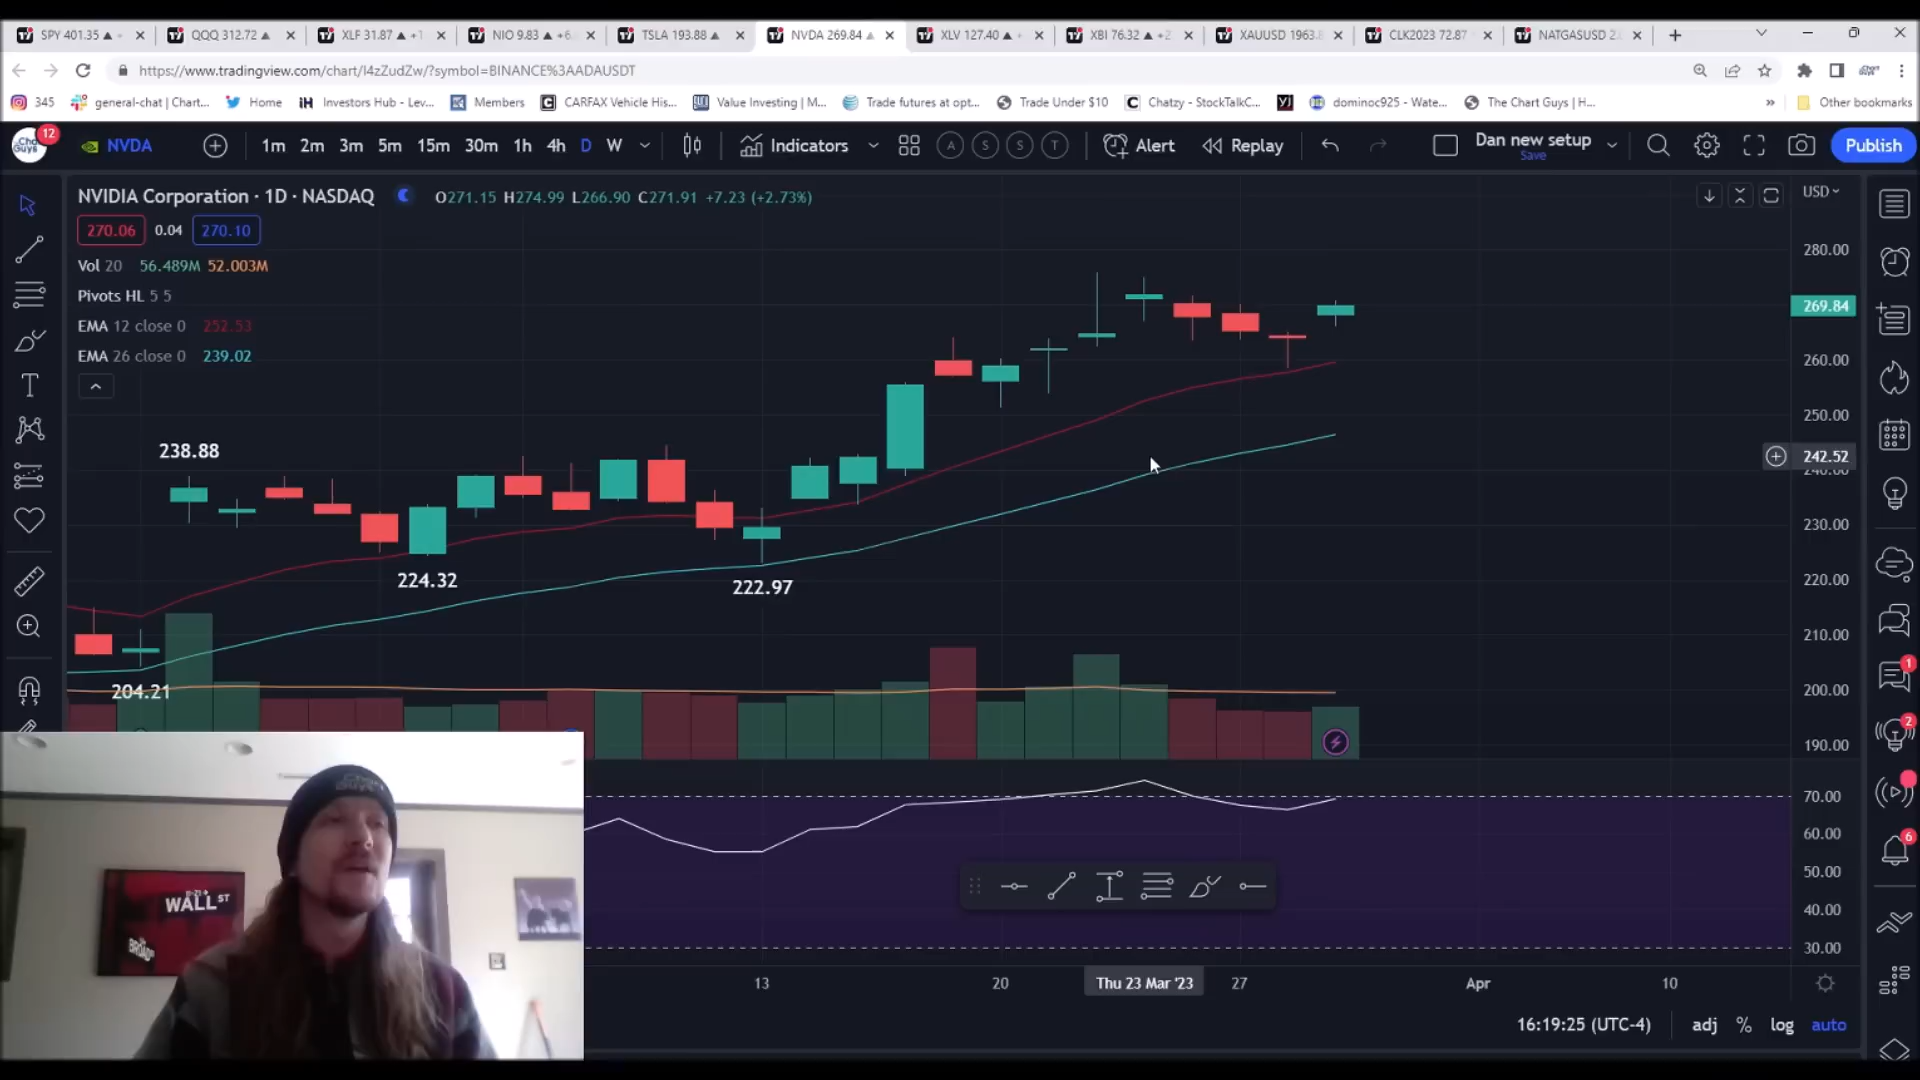 SPY 401.35
QQQ 312.72
XLF 31.87
NIO 9.83
TSLA 193.88
NVDA 269.84
XLV 127.40
XBI 76.32
XAUUSD 1963.
CLK2023 72.87
NATGASUSD 2.
https://www.tradingview.com/chart/l4zZudZw/?symbol=BINANCE%3AADAUSDT
345
general-chat | Chart...
Home
Investors Hub - Lev...
Members
CARFAX Vehicle His...
Value Investing | M...
Trade futures at opt...
Trade Under $10
Chatzy - StockTalkC...
dominoc925 - Wate...
The Chart Guys | H...
Other bookmarks
12
NVDA
1m 2m 3m 5m 15m 30m 1h 4h D W
Indicators
A S S T
Alert
Replay
Dan new setup
Save
Publish
NVIDIA Corporation · 1D · NASDAQ
O271.15 H274.99 L266.90 C271.91 +7.23 (+2.73%)
USD
270.06 0.04 270.10
Vol 20 56.489M 52.003M
Pivots HL 5 5
EMA 12 close 0 252.53
EMA 26 close 0 239.02
280.00
269.84
260.00
250.00
242.52
240.00
230.00
220.00
210.00
200.00
190.00
238.88
224.32
222.97
204.21
70.00
60.00
50.00
40.00
30.00
1
2
6
WALL ST
BROAD
13
20
Thu 23 Mar '23
27
Apr
10
16:19:25 (UTC-4)
adj % log auto